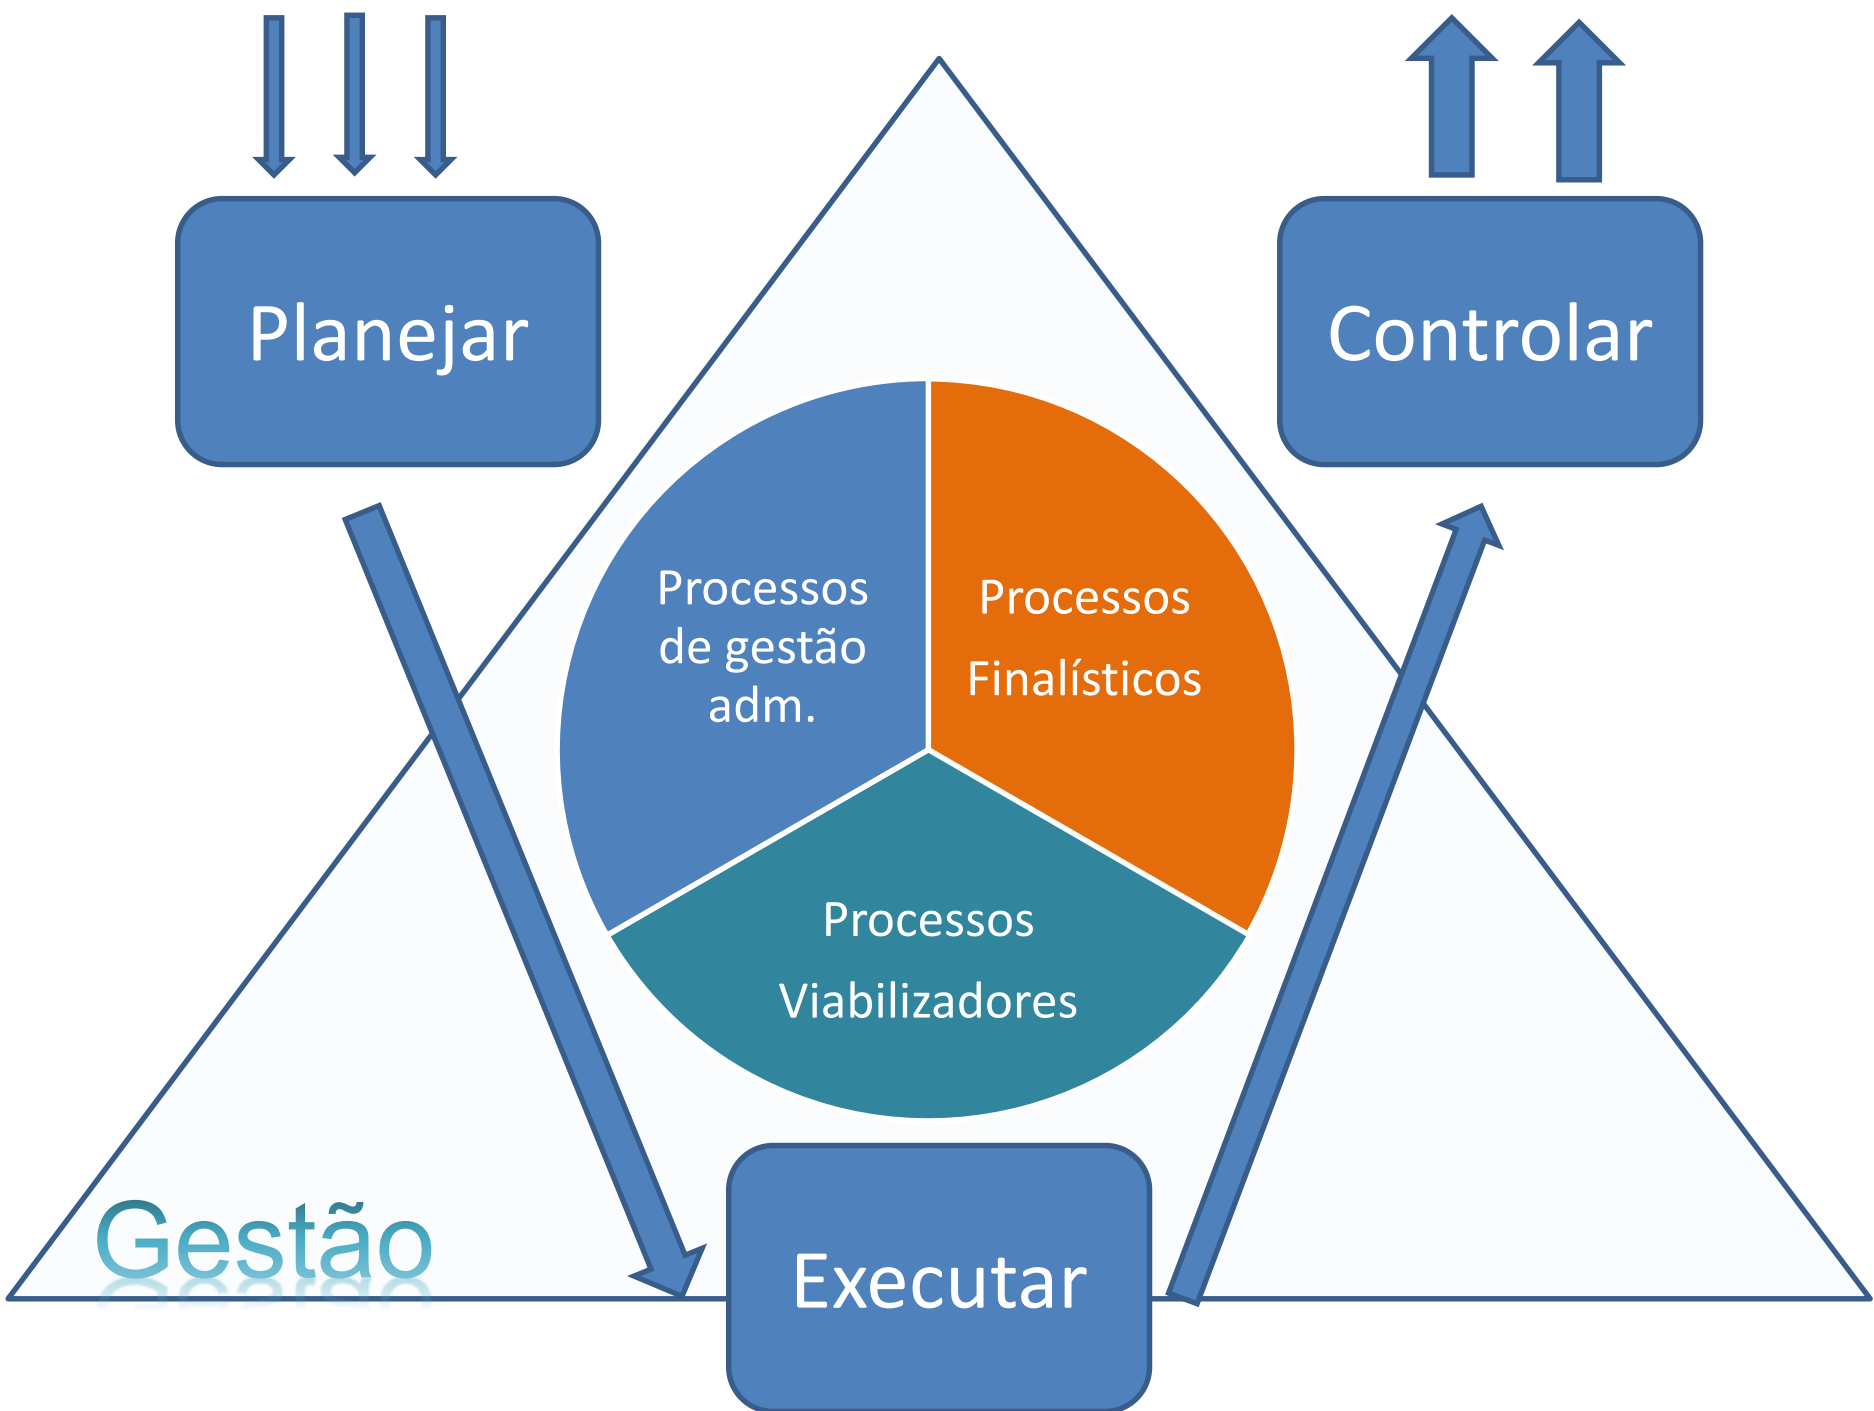 Planejar
Controlar
Processos
de gestão
adm.
Processos
Finalísticos
Processos
Viabilizadores
Gestão
Executar